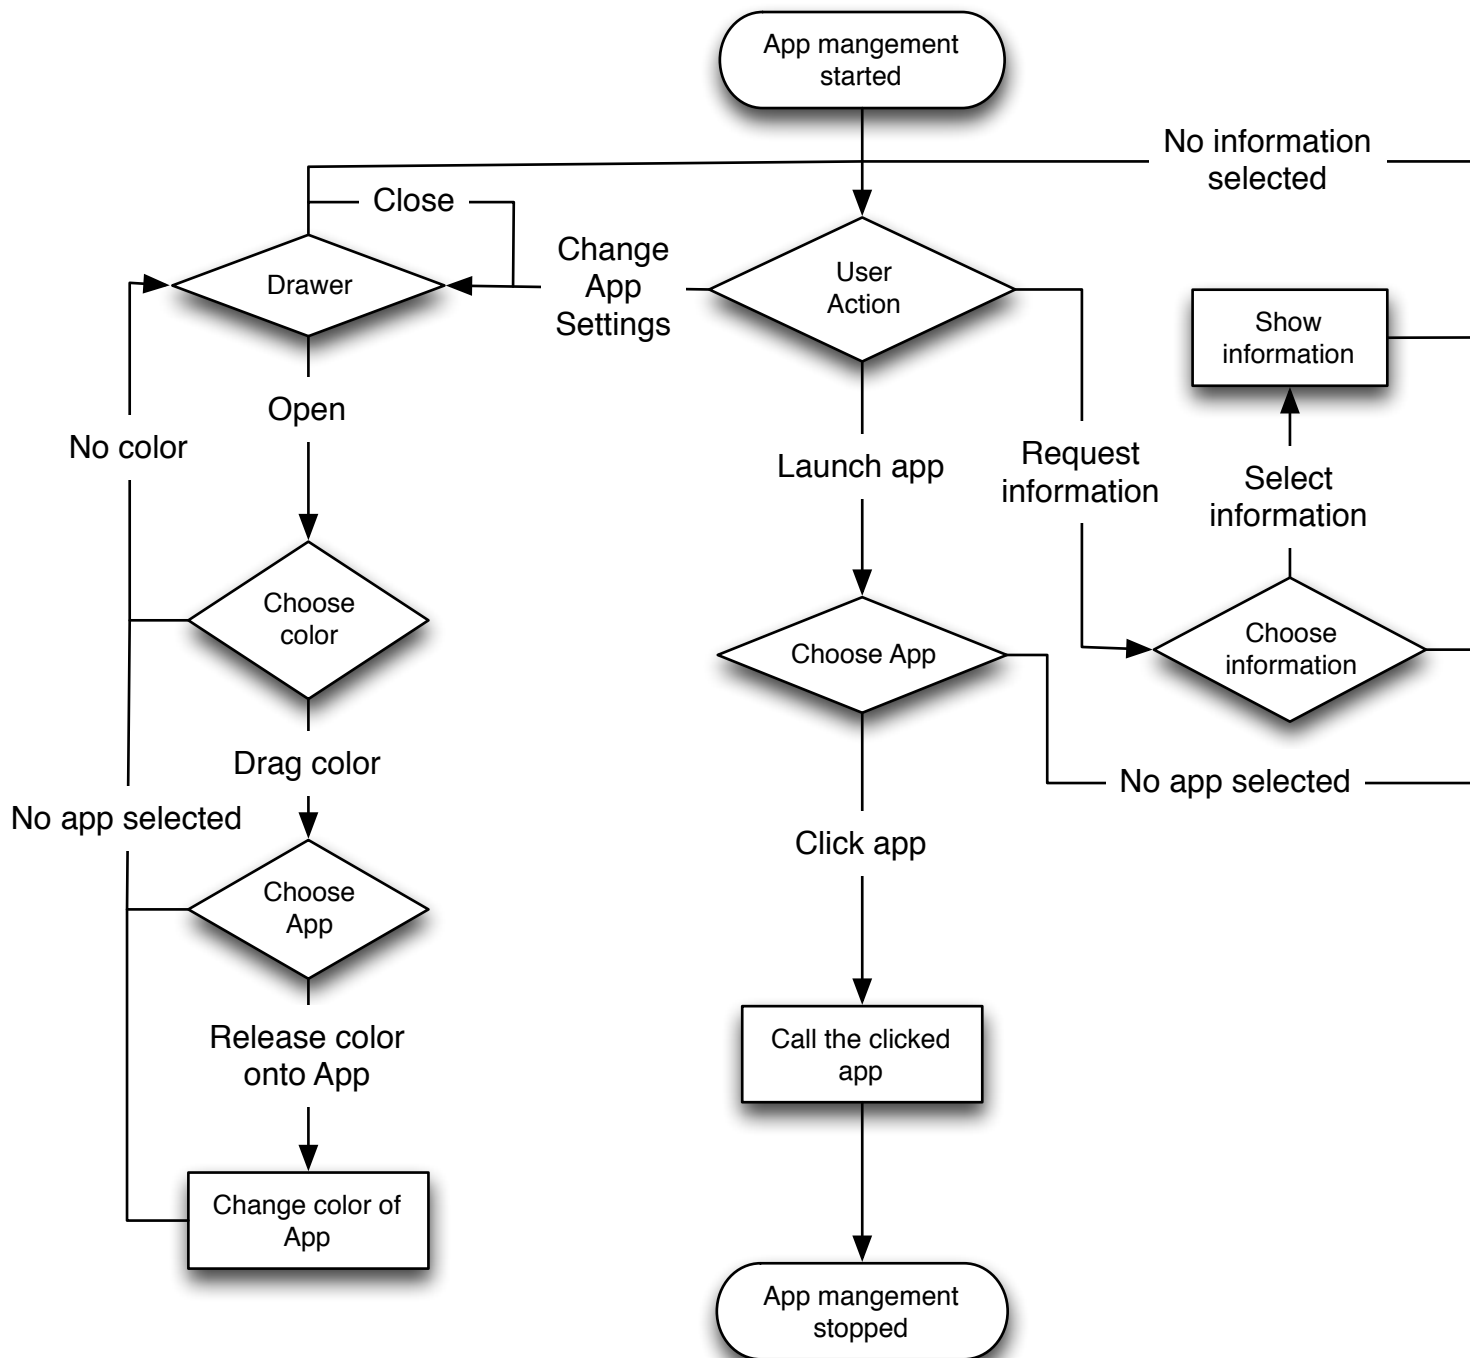 App mangement
started
No information
selected
Close
Change
App
Settings
Drawer
User
Action
Show
information
Open
No color
Launch app
Request
information
Select
information
Choose
color
Choose App
Choose
information
Drag color
No app selected
No app selected
Click app
Choose
App
Release color
onto App
Call the clicked
app
Change color of
App
App mangement
stopped